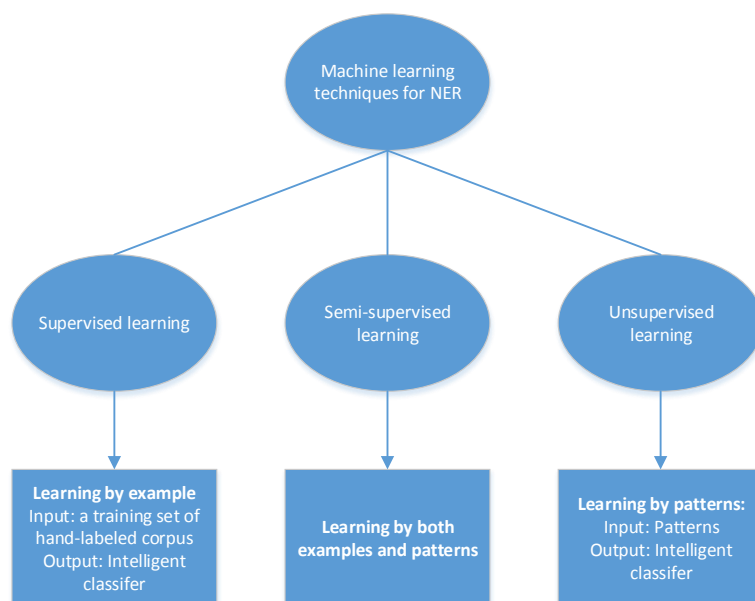 Machine learning
techniques for NER
Supervised learning
Semi-supervised
learning
Unsupervised
learning
Learning by example
Input: a training set of
hand-labeled corpus
Output: Intelligent
classifer
Learning by both
examples and patterns
Learning by patterns:
Input: Patterns
Output: Intelligent
classifer